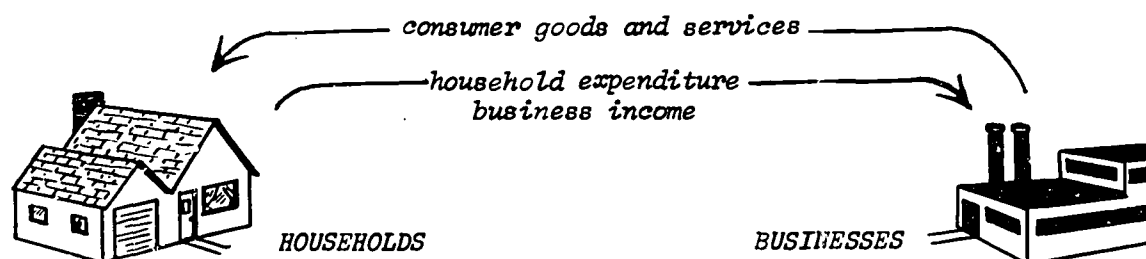 consumer goods and services
household expenditure
business income
HOUSEHOLDS
BUSINESSES